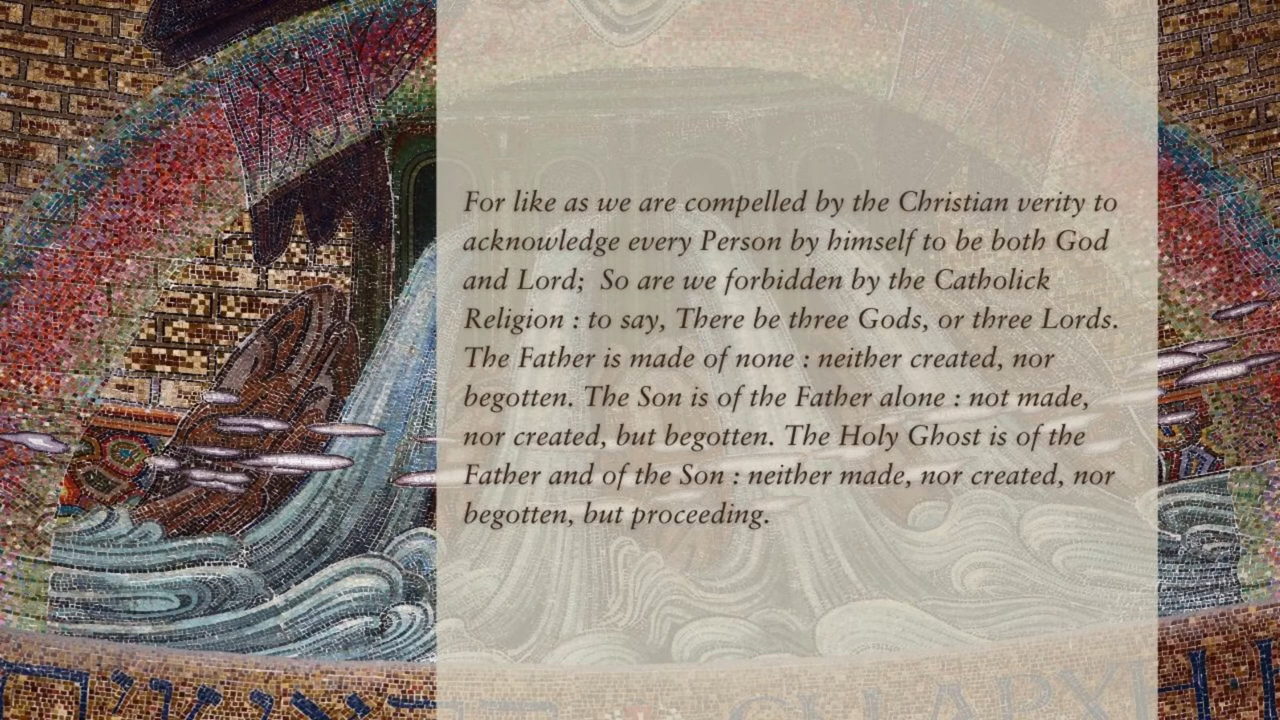 For like as we are compelled by the Christian verity to
acknowledge every Person by himself to be both God
and Lord;  So are we forbidden by the Catholick
Religion : to say, There be three Gods, or three Lords.
The Father is made of none : neither created, nor
begotten. The Son is of the Father alone : not made,
nor created, but begotten. The Holy Ghost is of the
Father and of the Son : neither made, nor created, nor
begotten, but proceeding.